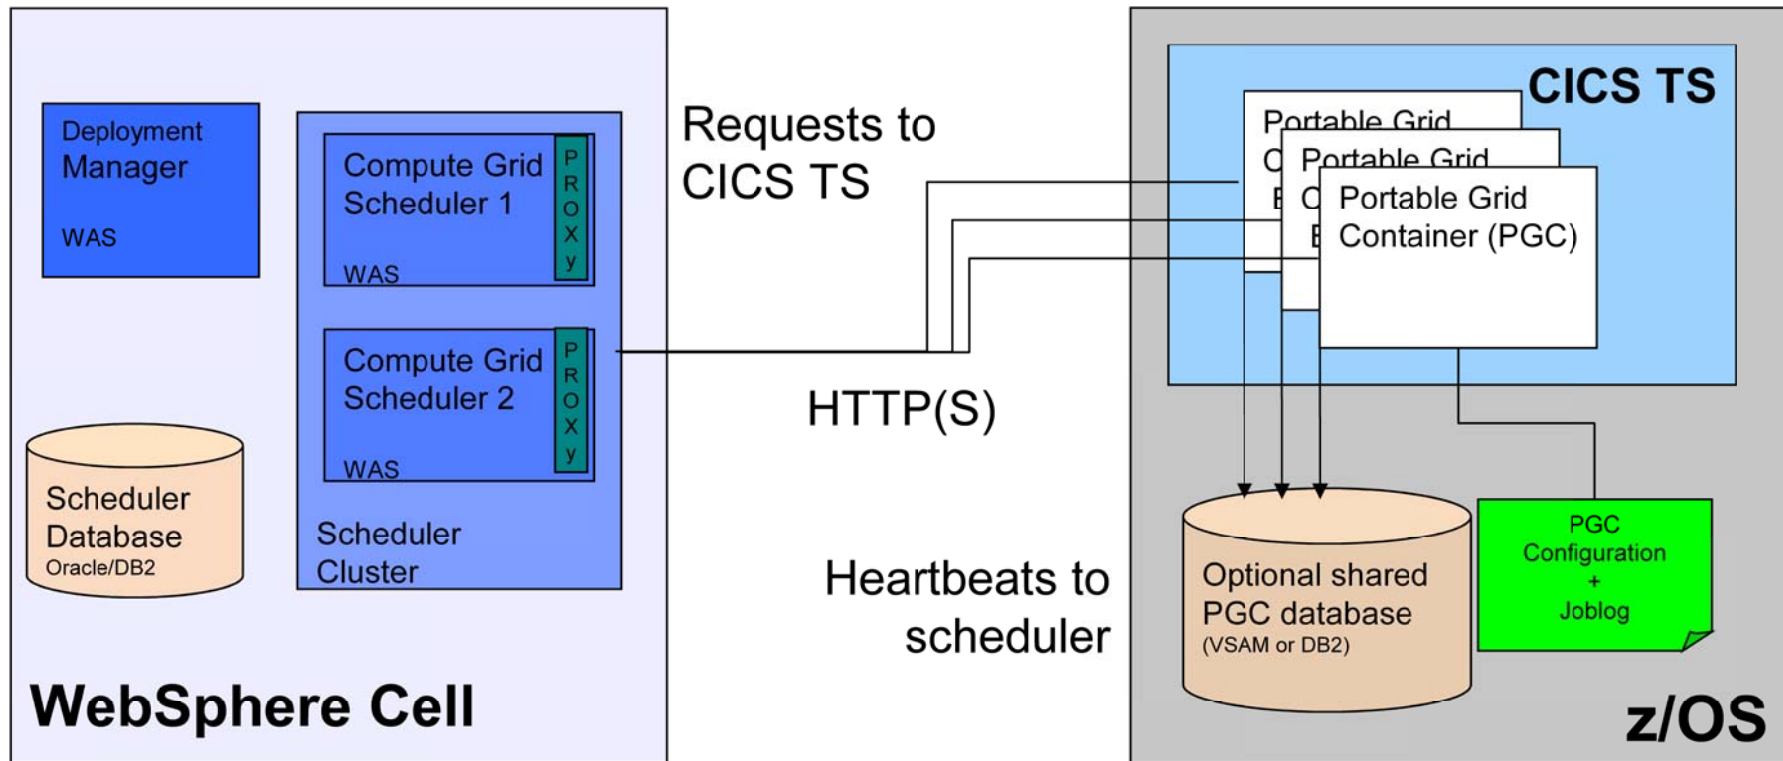 Deployment
Manager
WAS
Compute Grid
Scheduler 1
WAS
PROXy
Compute Grid
Scheduler 2
WAS
PROXy
Scheduler
Cluster
Scheduler
Database
Oracle/DB2
WebSphere Cell
Requests to
CICS TS
HTTP(S)
Heartbeats to
scheduler
CICS TS
Portable Grid
Portable Grid
Portable Grid
Container (PGC)
Optional shared
PGC database
(VSAM or DB2)
PGC
Configuration
+
Joblog
z/OS